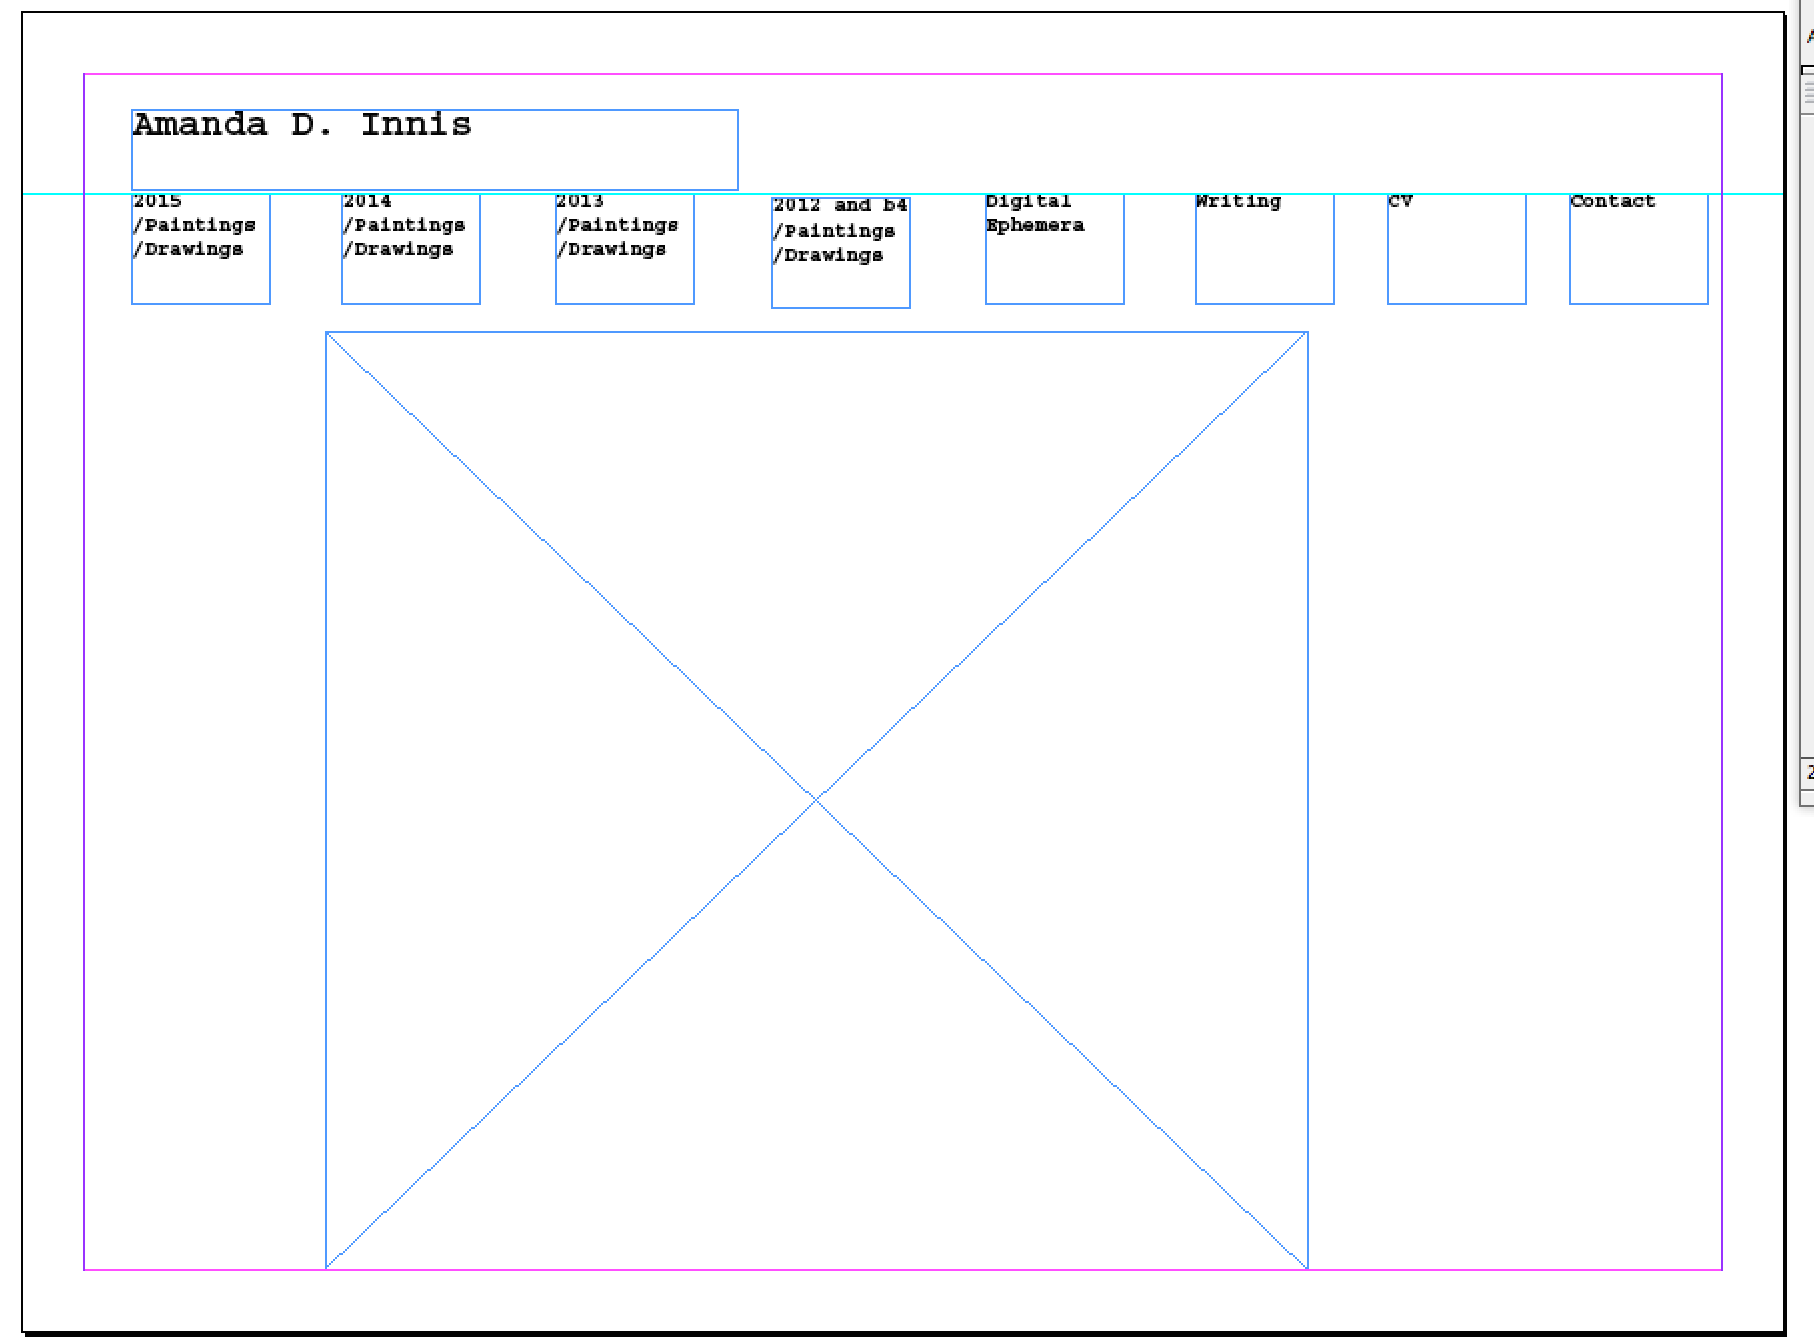 Amanda D. Innis
2015
/Paintings
/Drawings
2014
/Paintings
/Drawings
2013
/Paintings
/Drawings
2012 and b4
/Paintings
/Drawings
Digital
Ephemera
Writing
CV
Contact